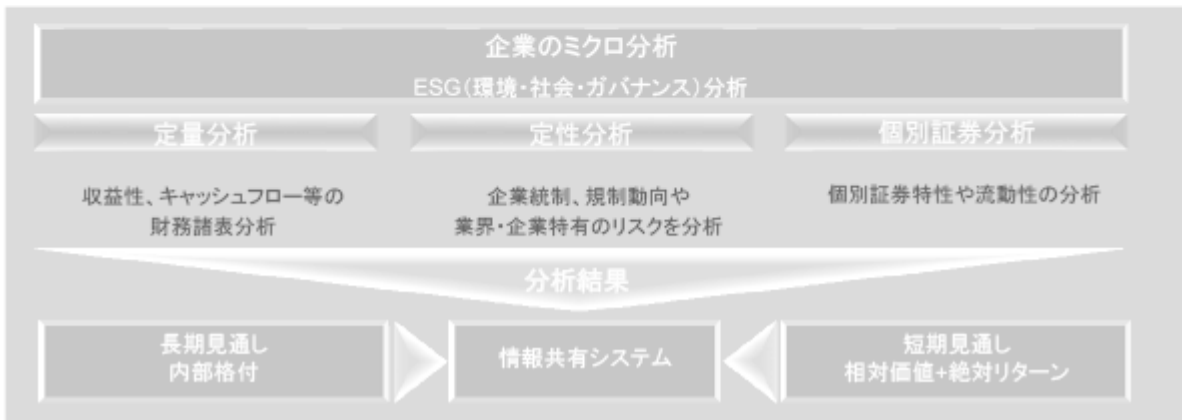 企業のミクロ分析
ESG(環境・社会・ガバナンス)分析
定量分析
定性分析
個別証券分析
収益性、キャッシュフロー等の
財務諸表分析
企業統制、規制動向や
業界・企業特有のリスクを分析
個別証券特性や流動性の分析
分析結果
長期見通し
内部格付
情報共有システム
短期見通し
相対価値+絶対リターン